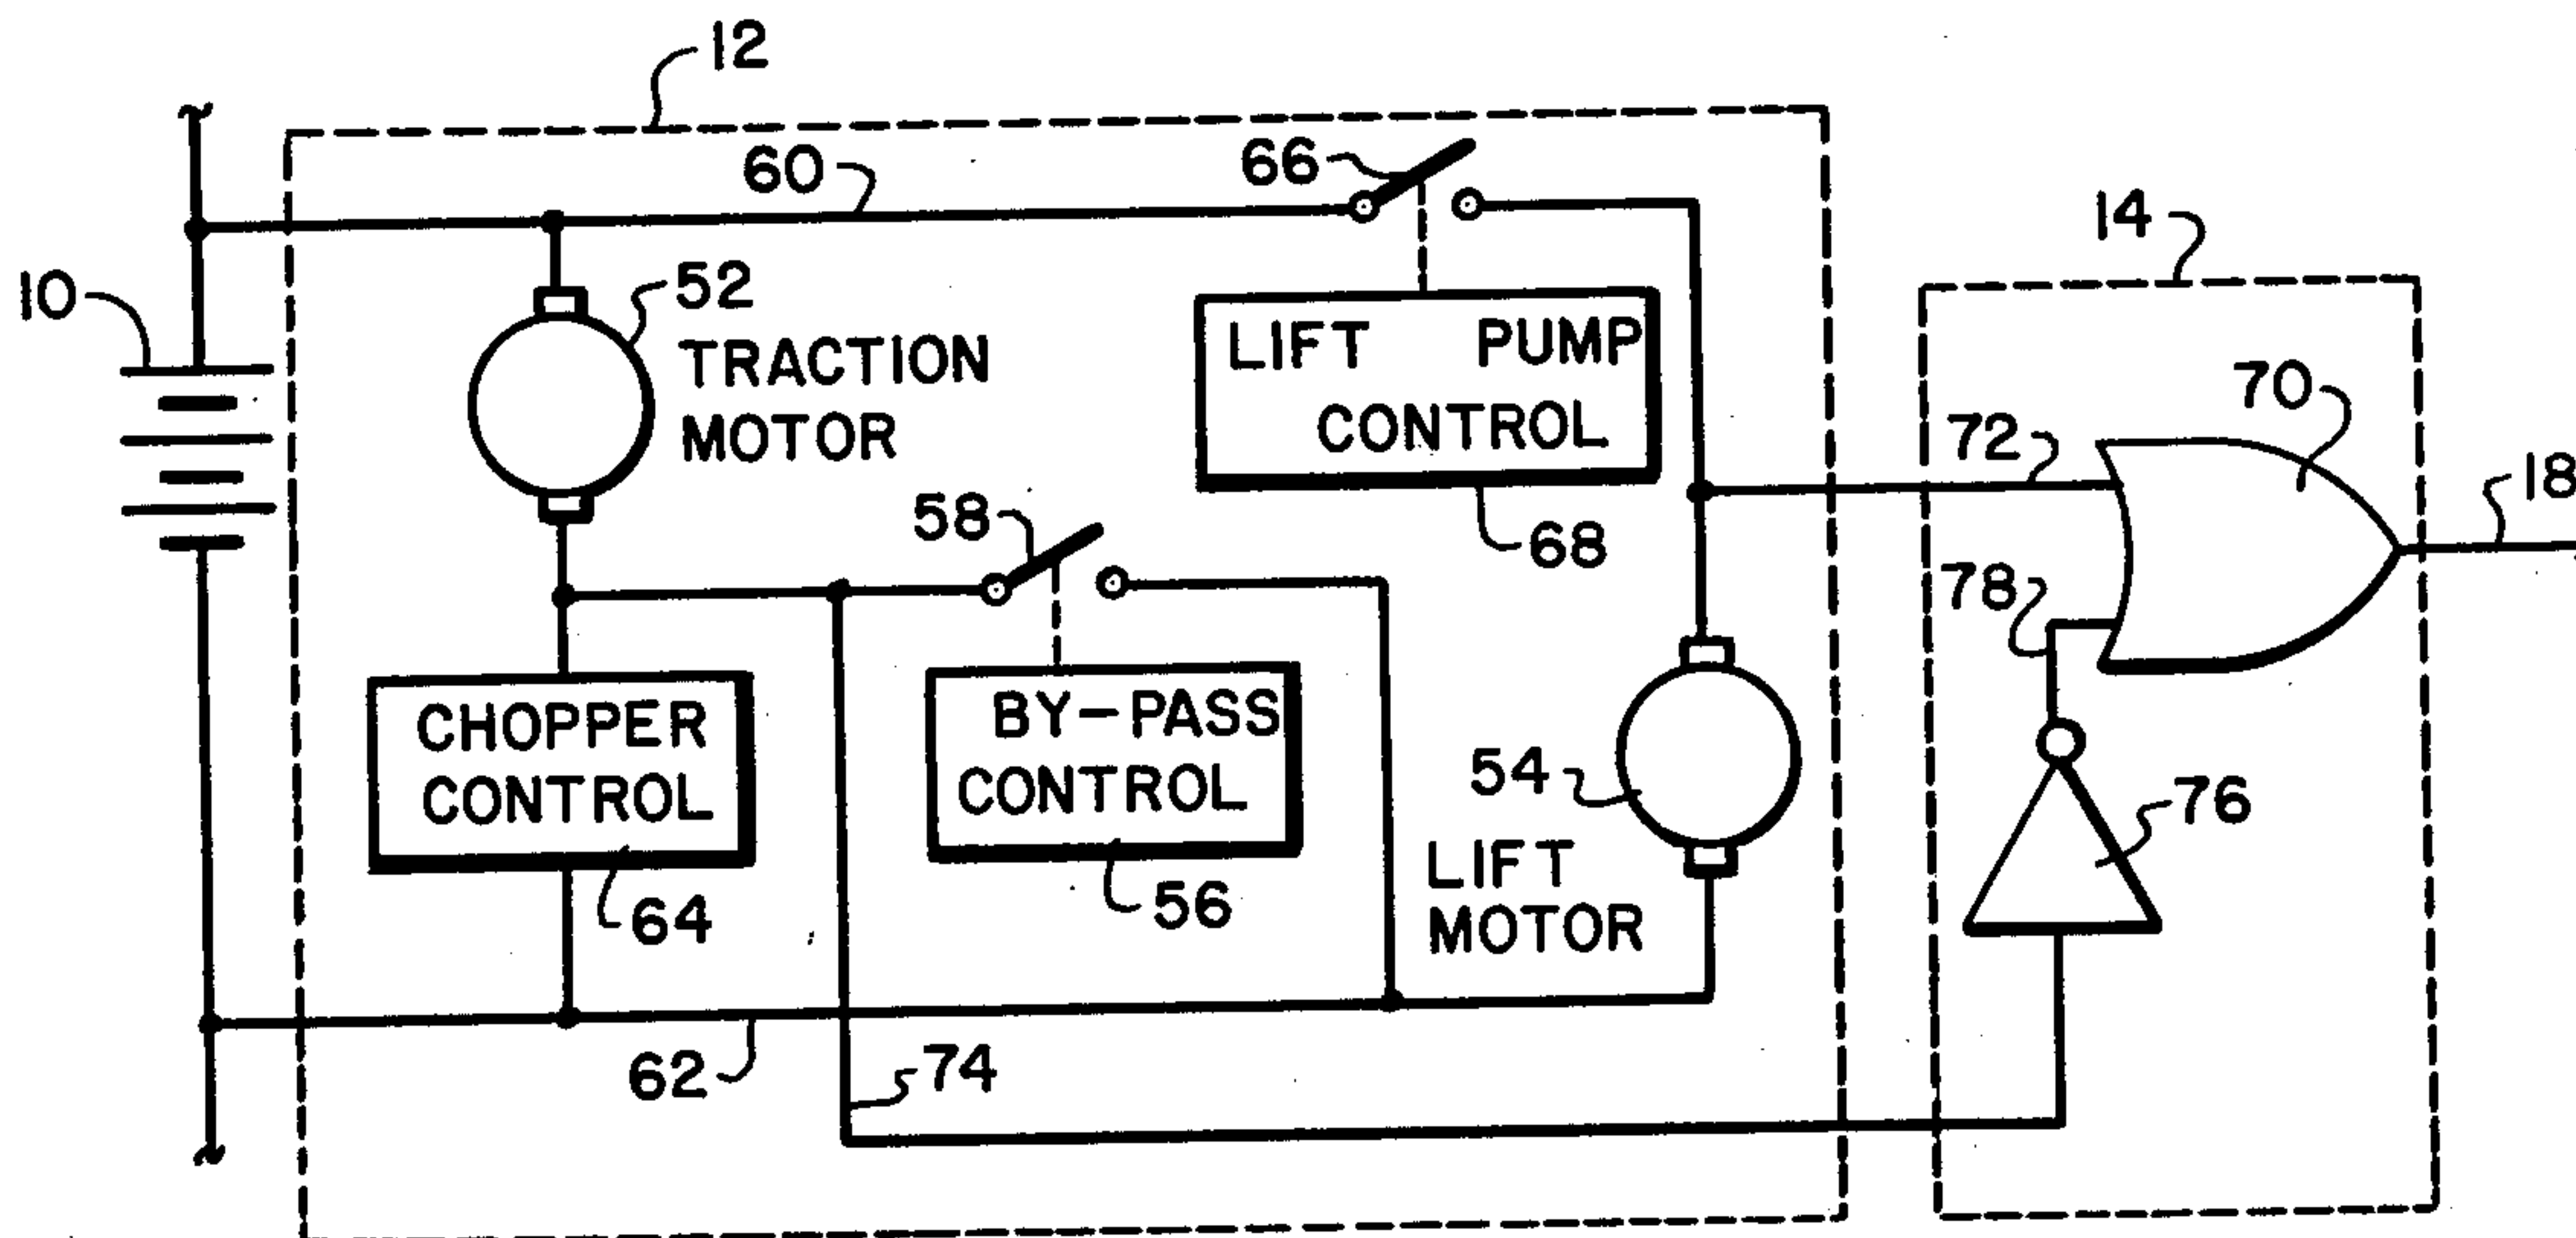 12
60
66
14
10
52
TRACTION
MOTOR
LIFT PUMP
CONTROL
70
72
18
58
68
78
CHOPPER
CONTROL
BY-PASS
CONTROL
54
76
LIFT
MOTOR
64
56
62
74